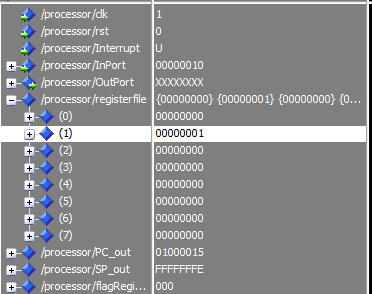 /processor/clk 1
/processor/rst 0
/processor/Interrupt U
/processor/InPort 00000010
/processor/OutPort XXXXXXXX
/processor/registerfile {00000000} {00000001} {00000000} {0...
(0) 00000000
(1) 00000001
(2) 00000000
(3) 00000000
(4) 00000000
(5) 00000000
(6) 00000000
(7) 00000000
/processor/PC_out 01000015
/processor/SP_out FFFFFFFE
/processor/flagRegi... 000